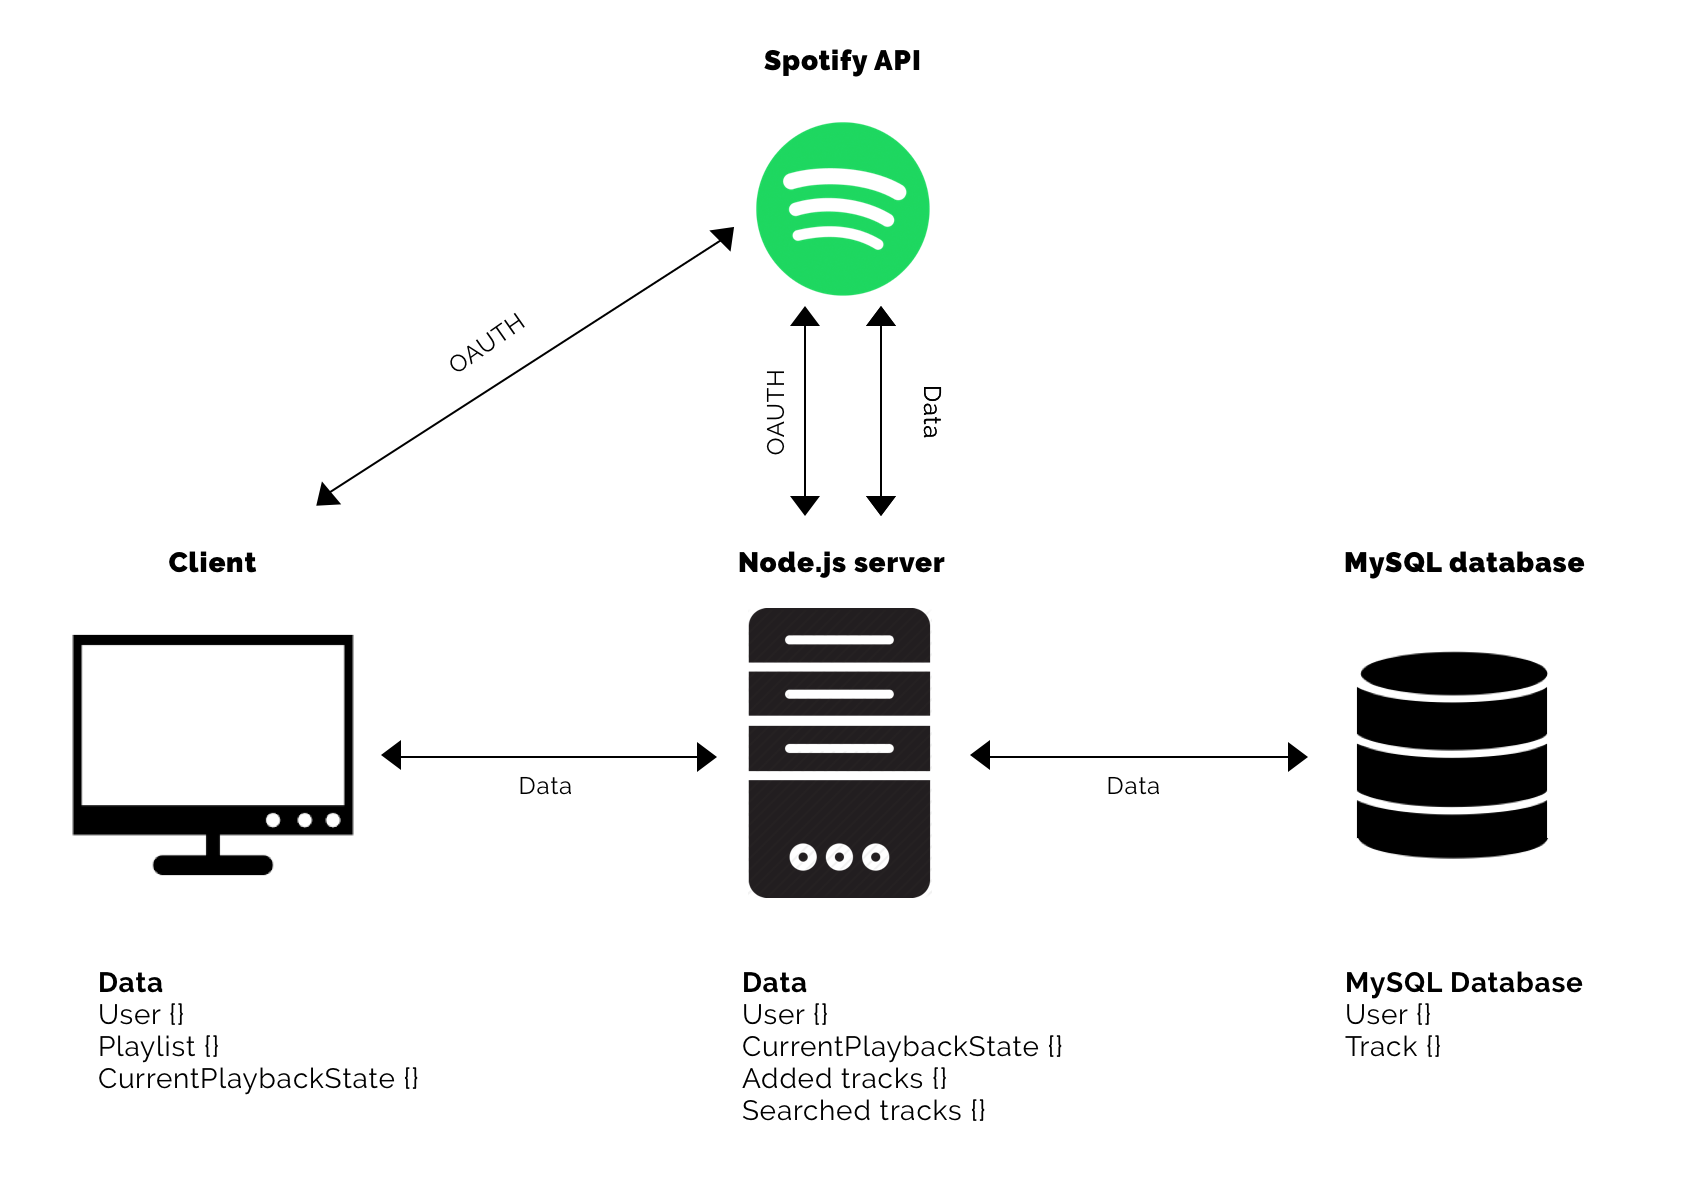 Spotify API
OAUTH
OAUTH
Data
Client
Node.js server
MySQL database
Data
Data
Data
User {}
Playlist {}
CurrentPlaybackState {}
Data
User {}
CurrentPlaybackState {}
Added tracks {}
Searched tracks {}
MySQL Database
User {}
Track {}